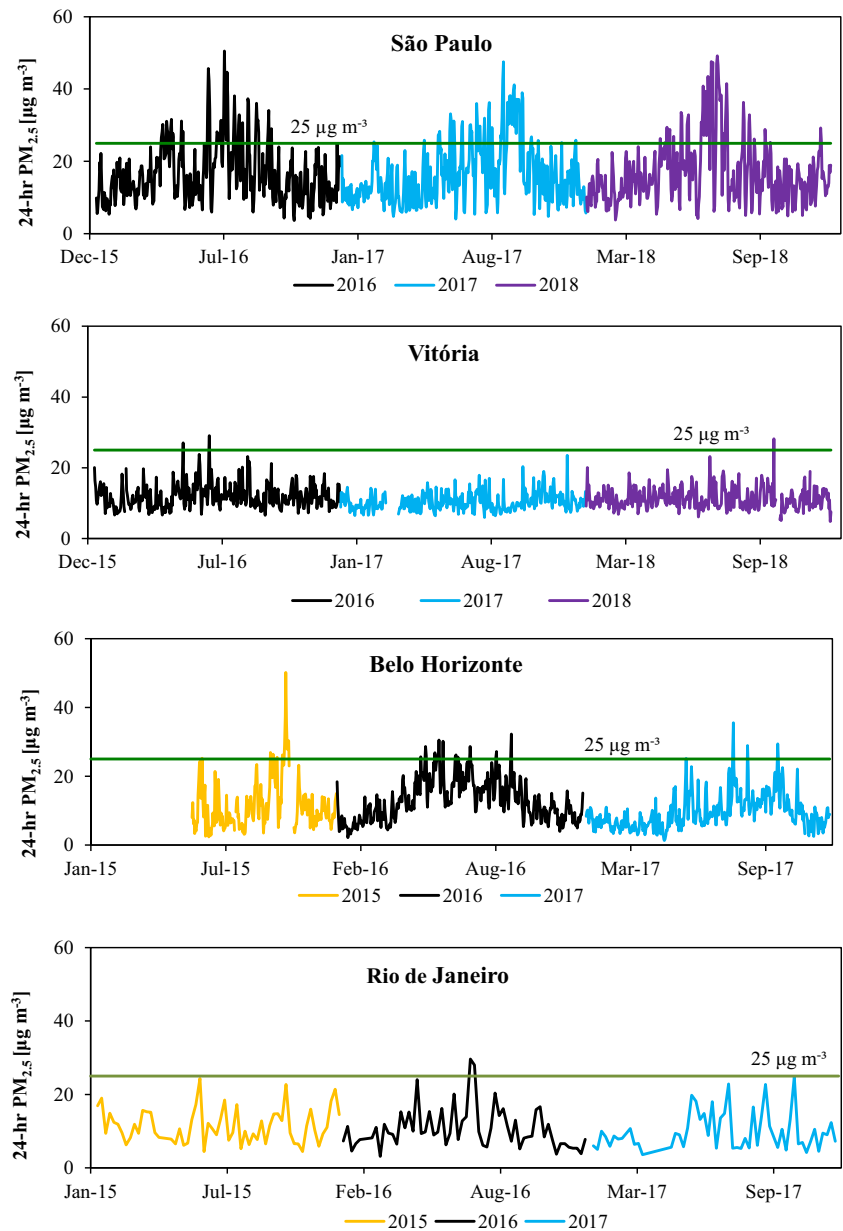 São Paulo
24-hr PM2.5 [µg m-3]
60
40
20
0
25 µg m-3
Dec-15 Jul-16 Jan-17 Aug-17 Mar-18 Sep-18
2016 2017 2018
Vitória
24-hr PM2.5 [µg m-3]
60
40
20
0
25 µg m-3
Dec-15 Jul-16 Jan-17 Aug-17 Mar-18 Sep-18
2016 2017 2018
Belo Horizonte
24-hr PM2.5 [µg m-3]
60
40
20
0
25 µg m-3
Jan-15 Jul-15 Feb-16 Aug-16 Mar-17 Sep-17
2015 2016 2017
Rio de Janeiro
24-hr PM2.5 [µg m-3]
60
40
20
0
25 µg m-3
Jan-15 Jul-15 Feb-16 Aug-16 Mar-17 Sep-17
2015 2016 2017